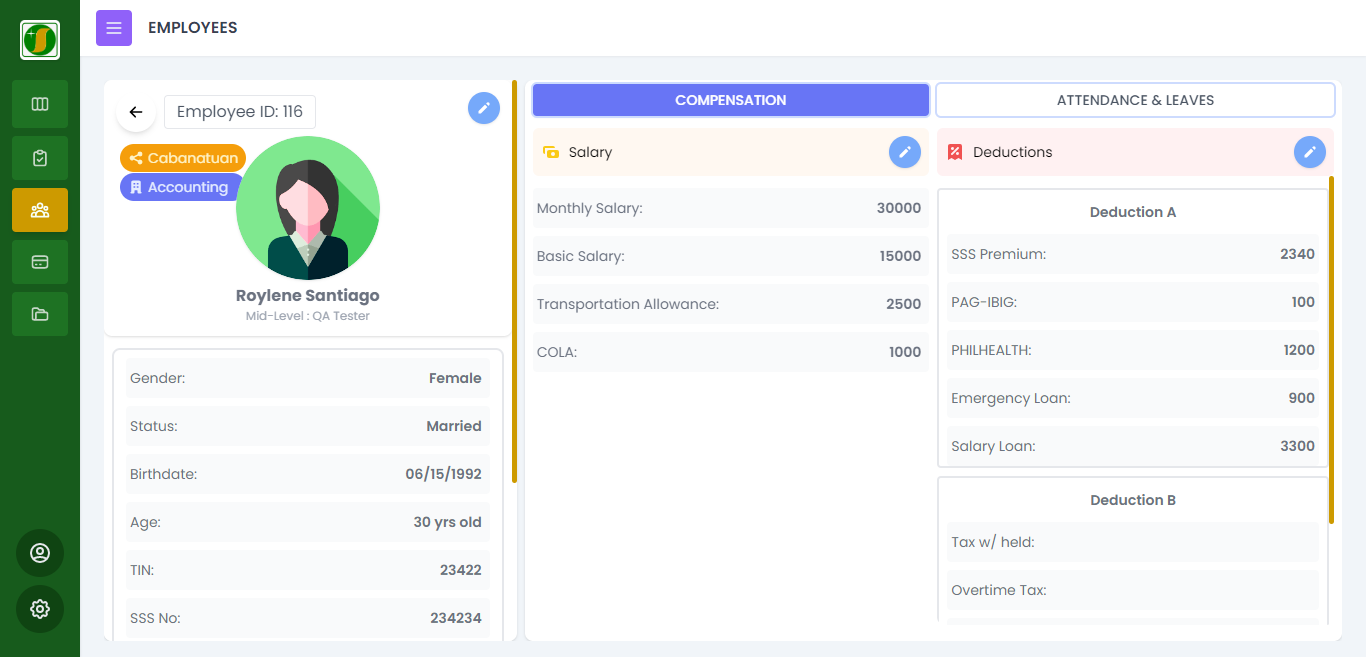 EMPLOYEES
Employee ID: 116
Cabanatuan
Accounting
Roylene Santiago
Mid-Level : QA Tester
Gender: Female
Status: Married
Birthdate: 06/15/1992
Age: 30 yrs old
TIN: 23422
SSS No: 234234
COMPENSATION
ATTENDANCE & LEAVES
Salary
Monthly Salary: 30000
Basic Salary: 15000
Transportation Allowance: 2500
COLA: 1000
Deductions
Deduction A
SSS Premium: 2340
PAG-IBIG: 100
PHILHEALTH: 1200
Emergency Loan: 900
Salary Loan: 3300
Deduction B
Tax w/ held:
Overtime Tax: